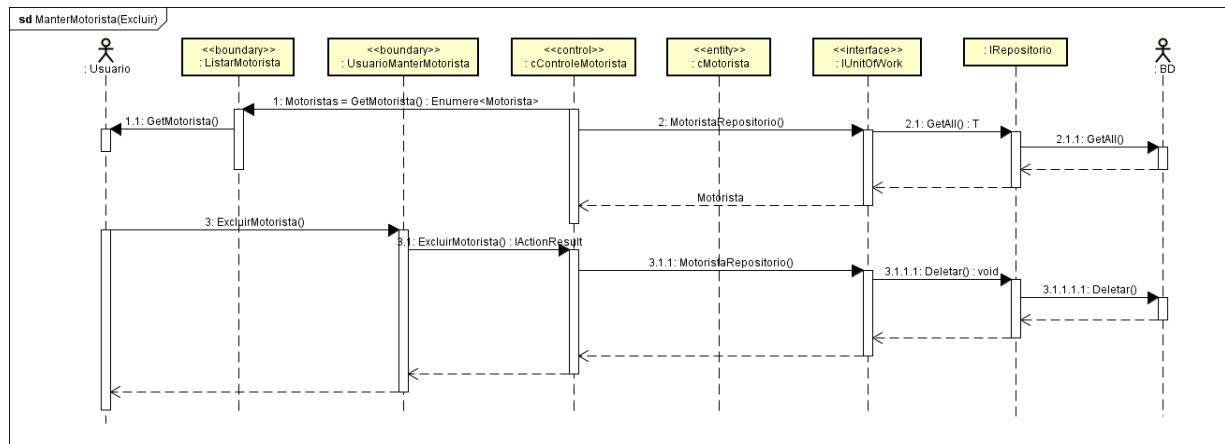 sd ManterMotorista(Excluir)
: Usuario
<<boundary>>
: ListarMotorista
<<boundary>>
: UsuarioManterMotorista
<<control>>
: cControleMotorista
<<entity>>
: cMotorista
<<interface>>
: IUnitOfWork
: IRepositorio
: BD
1: Motoristas = GetMotorista() : Enumere<Motorista>
1.1: GetMotorista()
2: MotoristaRepositorio()
2.1: GetAll() : T
2.1.1: GetAll()
Motorista
3: ExcluirMotorista()
3.1: ExcluirMotorista() : IActionResult
3.1.1: MotoristaRepositorio()
3.1.1.1: Deletar() : void
3.1.1.1.1: Deletar()